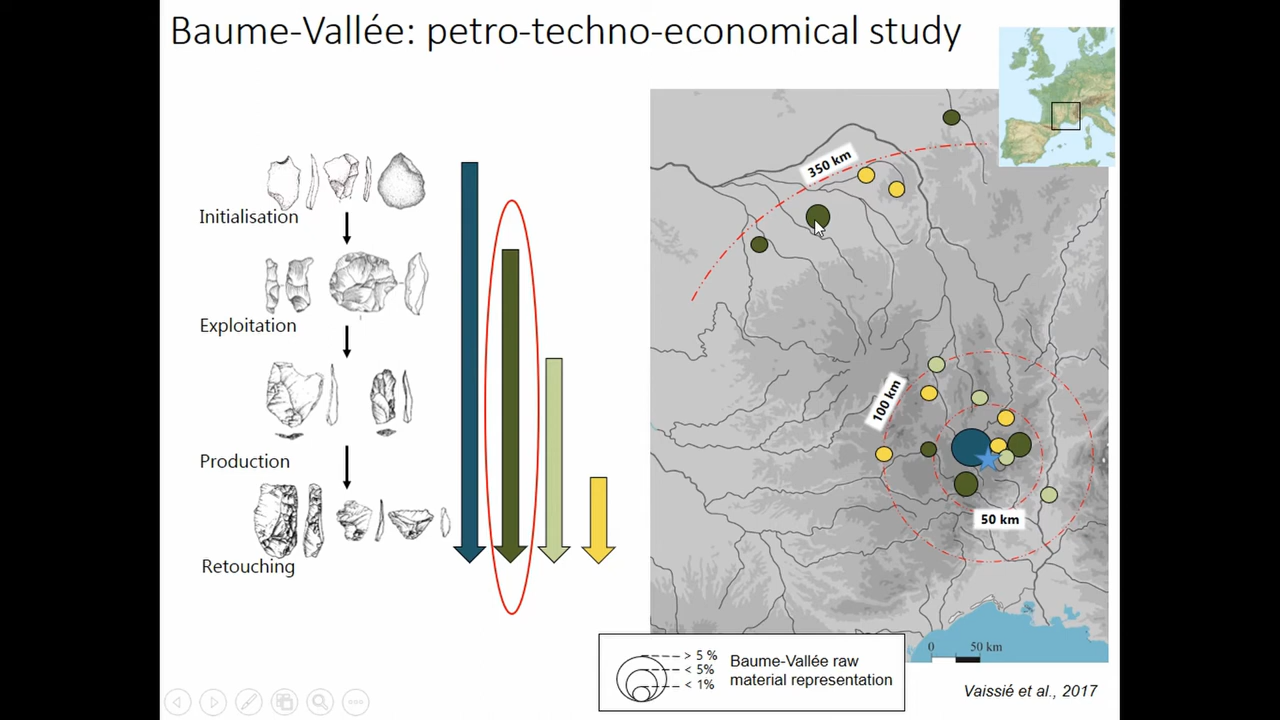 Baume-Vallée: petro-techno-economical study
Initialisation
Exploitation
Production
Retouching
350 km
100 km
50 km
0 50 km
> 5 %
< 5%
< 1%
Baume-Vallée raw
material representation
Vaissié et al., 2017